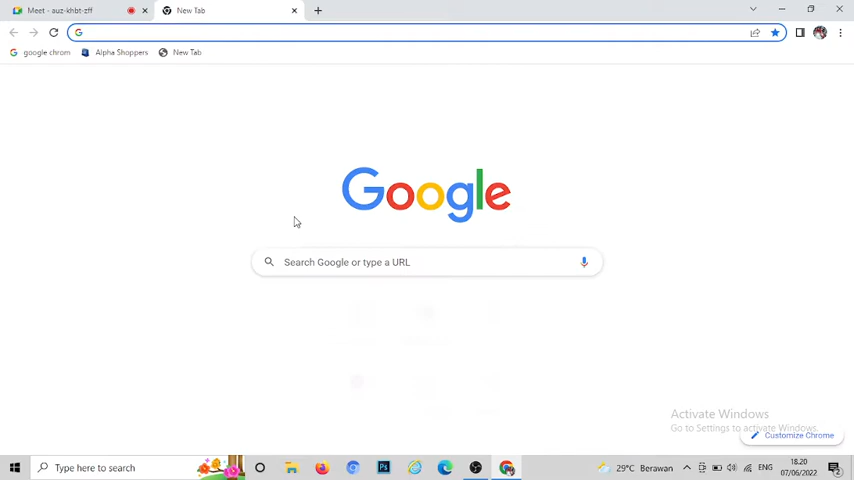 Meet - auz-khbt-zff
New Tab
google chrom
Alpha Shoppers
New Tab
Google
Search Google or type a URL
Activate Windows
Go to Settings to activate Windows.
Customize Chrome
Type here to search
Ps
29°C Berawan
ENG
18.20
07/06/2022
2